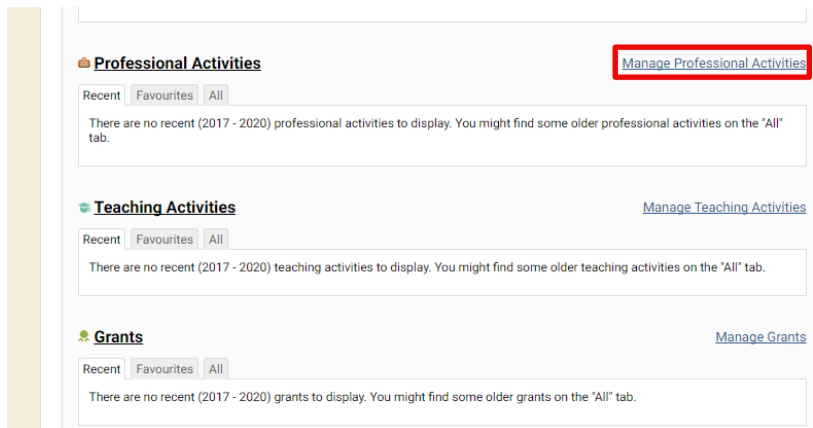 Professional Activities Manage Professional Activities
Recent Favourites All
There are no recent (2017 - 2020) professional activities to display. You might find some older professional activities on the "All"
tab.
Teaching Activities Manage Teaching Activities
Recent Favourites All
There are no recent (2017 - 2020) teaching activities to display. You might find some older teaching activities on the "All" tab.
Grants Manage Grants
Recent Favourites All
There are no recent (2017 - 2020) grants to display. You might find some older grants on the "All" tab.